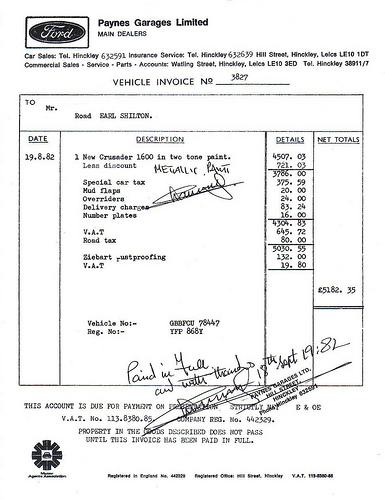 Ford
Paynes Garages Limited
MAIN DEALERS
Car Sales: Tel. Hinckley 632591 Insurance Service: Tel. Hinckley 632639 Hill Street, Hinckley, Leics LE10 1DT
Commercial Sales - Service - Parts - Accounts: Watling Street, Hinckley, Leics LE10 3ED Tel. Hinckley 38911/7
VEHICLE INVOICE Nº 3827
TO
Mr.
Road EARL SHILTON.
DATE DESCRIPTION DETAILS NET TOTALS
19.8.82 1 New Crusader 1600 in two tone paint. 4507. 03
Less discount 721. 03
METALLIC PAINT 3786. 00
Special car tax 375. 59
Mud flaps 20. 00
Overriders 24. 00
Delivery charges 83. 24
Number plates 16. 00
4304. 83
V.A.T 645. 72
Road tax 80. 00
5030. 55
Ziebart rustproofing 132. 00
V.A.T 19. 80
£5182. 35
Vehicle No:- GBBFCU 78447
Reg. No:- YFP 868Y
Paid in Full
and with thanks 18th Sept 1982
PAYNES GARAGES LTD.
HILL STREET,
HINCKLEY
Phone Hinckley 632591
THIS ACCOUNT IS DUE FOR PAYMENT ON PRESENTATION STRICTLY E & OE
V.A.T. No. 113.8380.85. COMPANY REG. No. 442329.
PROPERTY IN THE GOODS DESCRIBED DOES NOT PASS
UNTIL THIS INVOICE HAS BEEN PAID IN FULL.
Motor
Agents Association
Registered in England No. 442329 Registered Office: Hill Street, Hinckley V.A.T. 113-8380-85